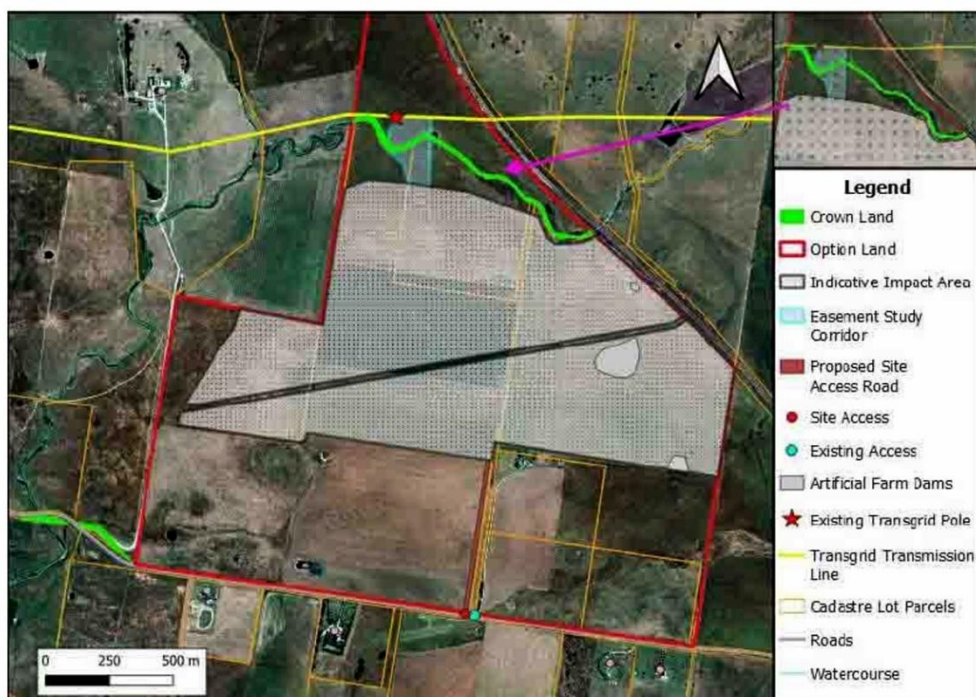 Legend
Crown Land
Option Land
Indicative Impact Area
Easement Study
Corridor
Proposed Site
Access Road
Site Access
Existing Access
Artificial Farm Dams
Existing Transgrid Pole
Transgrid Transmission
Line
Cadastre Lot Parcels
Roads
Watercourse
0 250 500 m